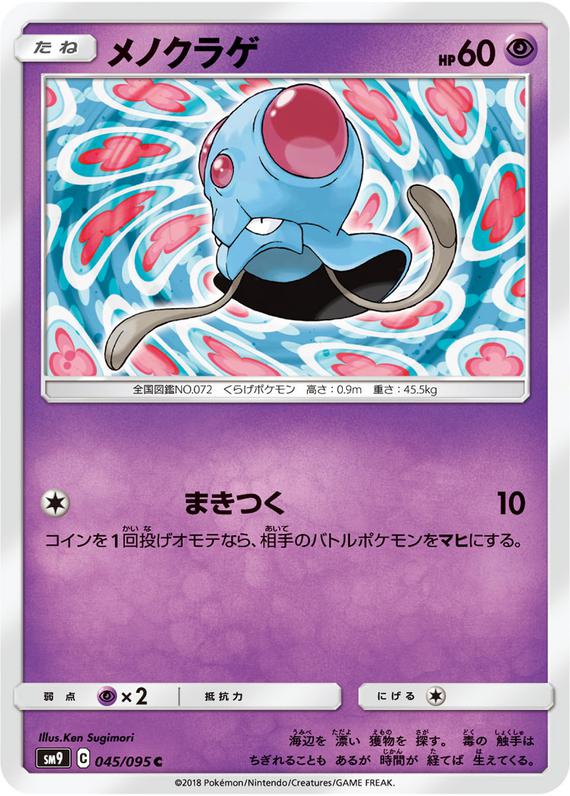 たね メノクラゲ HP60
全国図鑑NO.072 くらげポケモン 高さ：0.9m 重さ：45.5kg
まきつく 10
コインを1回投げオモテなら、相手のバトルポケモンをマヒにする。
弱点 ×2 抵抗力 にげる
Illus.Ken Sugimori
海辺を 漂い 獲物を 探す。 毒の 触手は
ちぎれることも あるが 時間が 経てば 生えてくる。
SM9 C 045/095 C
©2018 Pokémon/Nintendo/Creatures/GAME FREAK.